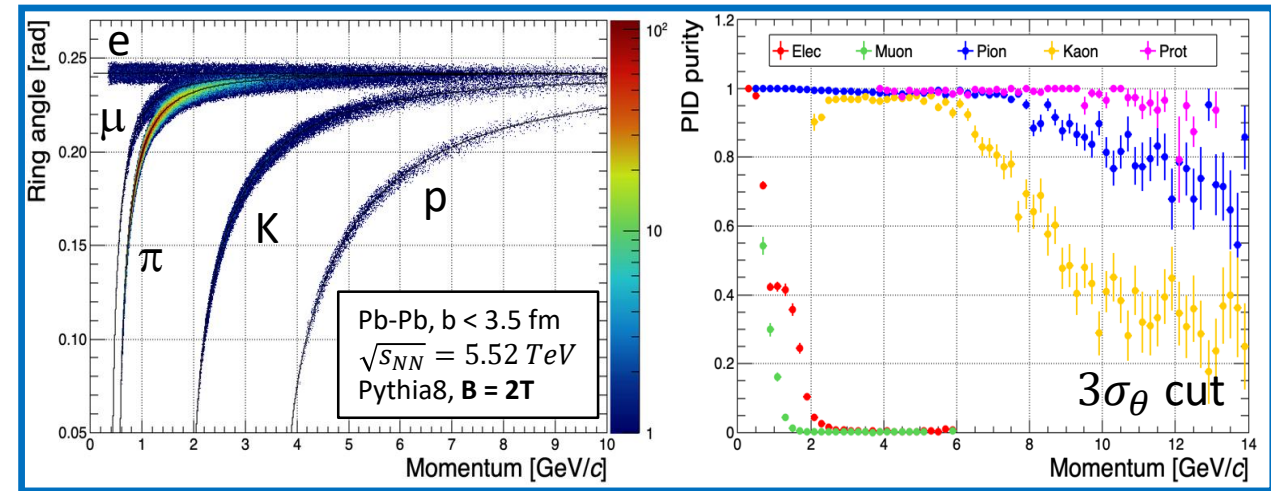 Ring angle [rad]
0.25
0.20
0.15
0.10
0.05
e
μ
π
K
p
Pb-Pb, b < 3.5 fm
√s_NN = 5.52 TeV
Pythia8, B = 2T
0 1 2 3 4 5 6 7 8 9 10
Momentum [GeV/c]
10²
10
1
PID purity
Elec Muon Pion Kaon Prot
1
0.8
0.6
0.4
0.2
0
3σ_θ cut
0 2 4 6 8 10 12 14
Momentum [GeV/c]